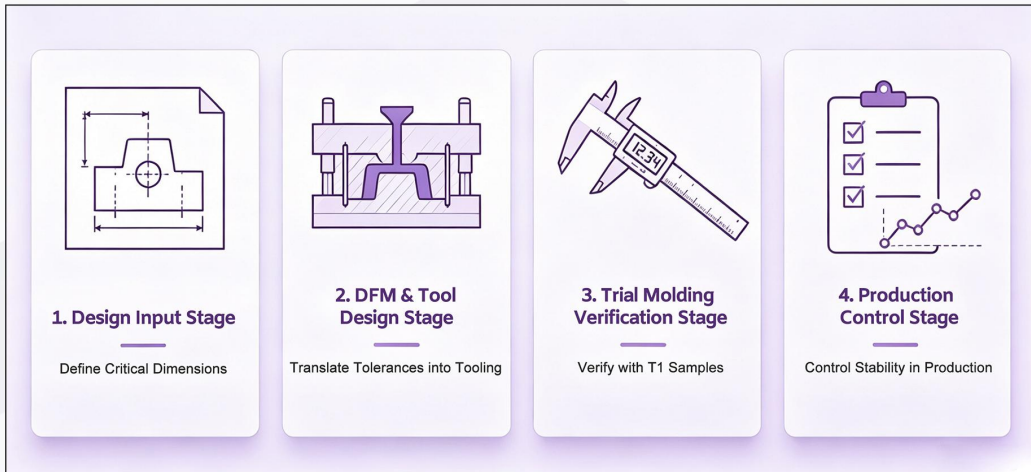 1. Design Input Stage
Define Critical Dimensions
2. DFM & Tool
Design Stage
Translate Tolerances into Tooling
12.34
3. Trial Molding
Verification Stage
Verify with T1 Samples
4. Production
Control Stage
Control Stability in Production